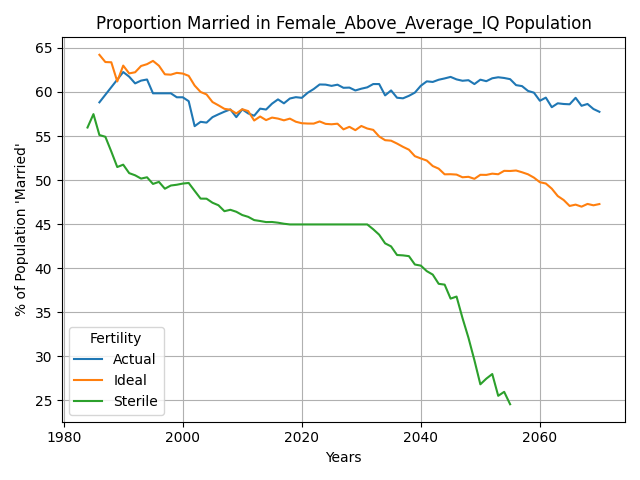 Proportion Married in Female_Above_Average_IQ Population
% of Population 'Married'
65
60
55
50
45
40
35
30
25
Fertility
Actual
Ideal
Sterile
1980 2000 2020 2040 2060
Years